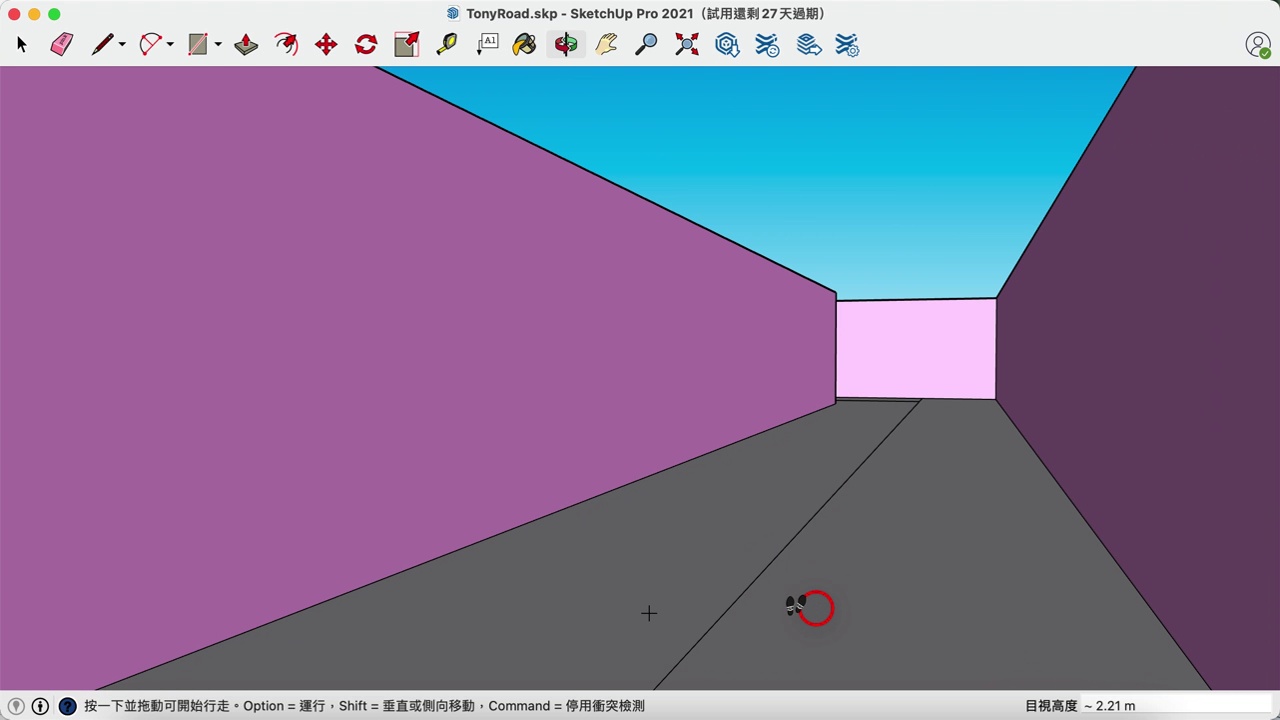 TonyRoad.skp - SketchUp Pro 2021（試用還剩 27 天過期）
A1
按一下並拖動可開始行走。Option = 運行，Shift = 垂直或側向移動，Command = 停用衝突檢測
目視高度 ~ 2.21 m